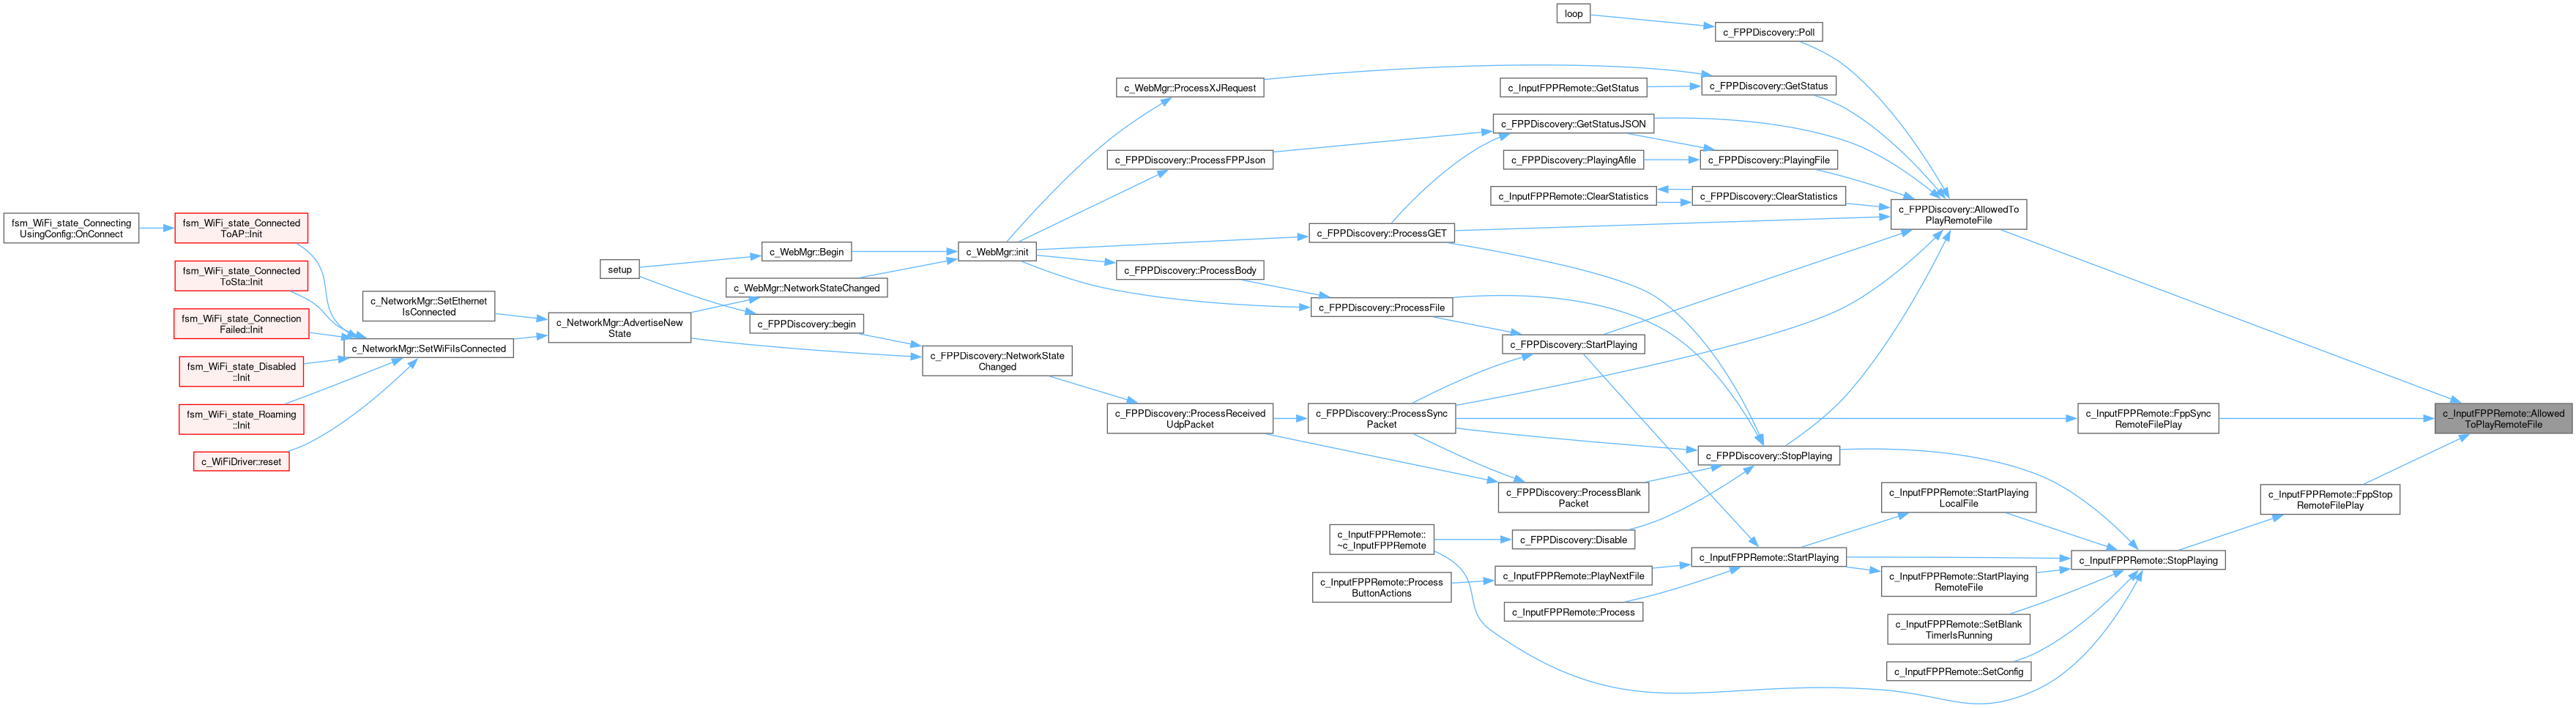 loop
c_FPPDiscovery::Poll
c_WebMgr::ProcessXJRequest
c_InputFPPRemote::GetStatus
c_FPPDiscovery::GetStatus
c_FPPDiscovery::GetStatusJSON
c_FPPDiscovery::ProcessFPPJson
c_FPPDiscovery::PlayingAfile
c_FPPDiscovery::PlayingFile
c_InputFPPRemote::ClearStatistics
c_FPPDiscovery::ClearStatistics
c_FPPDiscovery::AllowedTo
PlayRemoteFile
fsm_WiFi_state_Connecting
UsingConfig::OnConnect
fsm_WiFi_state_Connected
ToAP::Init
c_FPPDiscovery::ProcessGET
c_WebMgr::Begin
c_WebMgr::init
setup
fsm_WiFi_state_Connected
ToSta::Init
c_FPPDiscovery::ProcessBody
c_WebMgr::NetworkStateChanged
c_NetworkMgr::SetEthernet
IsConnected
c_FPPDiscovery::ProcessFile
fsm_WiFi_state_Connection
Failed::Init
c_FPPDiscovery::begin
c_NetworkMgr::AdvertiseNew
State
c_NetworkMgr::SetWiFiIsConnected
c_FPPDiscovery::StartPlaying
c_FPPDiscovery::NetworkState
Changed
fsm_WiFi_state_Disabled
::Init
fsm_WiFi_state_Roaming
::Init
c_FPPDiscovery::ProcessReceived
UdpPacket
c_FPPDiscovery::ProcessSync
Packet
c_InputFPPRemote::FppSync
RemoteFilePlay
c_InputFPPRemote::Allowed
ToPlayRemoteFile
c_WiFiDriver::reset
c_FPPDiscovery::StopPlaying
c_FPPDiscovery::ProcessBlank
Packet
c_InputFPPRemote::StartPlaying
LocalFile
c_InputFPPRemote::FppStop
RemoteFilePlay
c_InputFPPRemote::
~c_InputFPPRemote
c_FPPDiscovery::Disable
c_InputFPPRemote::StartPlaying
c_InputFPPRemote::StopPlaying
c_InputFPPRemote::Process
ButtonActions
c_InputFPPRemote::PlayNextFile
c_InputFPPRemote::StartPlaying
RemoteFile
c_InputFPPRemote::Process
c_InputFPPRemote::SetBlank
TimerIsRunning
c_InputFPPRemote::SetConfig